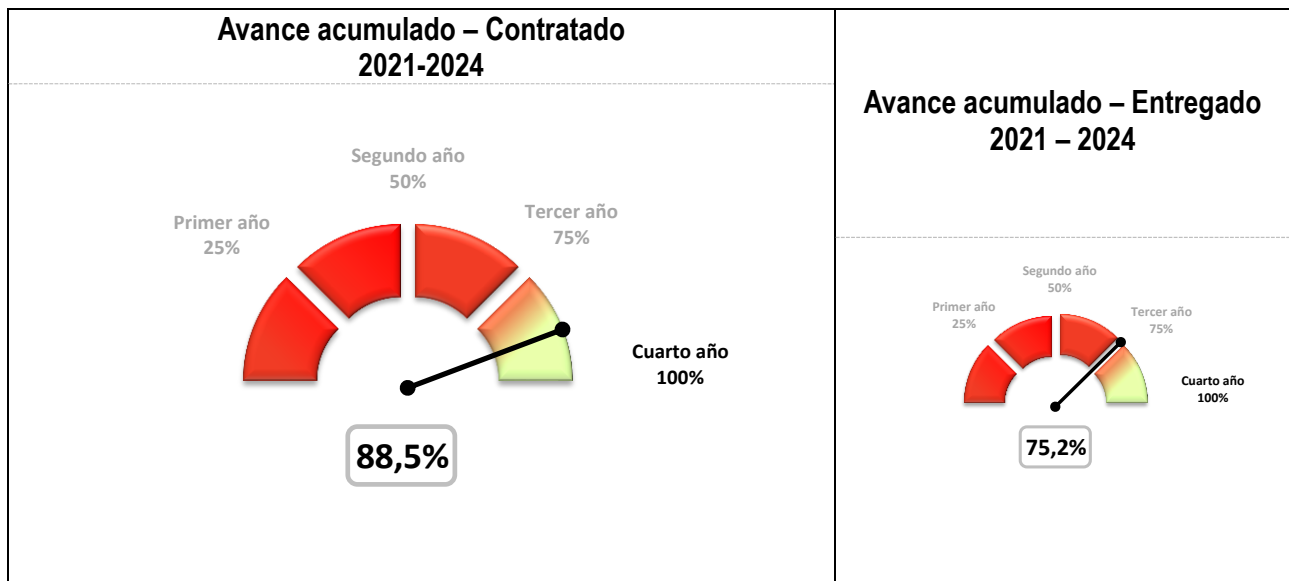 Avance acumulado – Contratado
2021-2024
Segundo año
50%
Primer año
25%
Tercer año
75%
Cuarto año
100%
88,5%
Avance acumulado – Entregado
2021 – 2024
Segundo año
50%
Primer año
25%
Tercer año
75%
Cuarto año
100%
75,2%